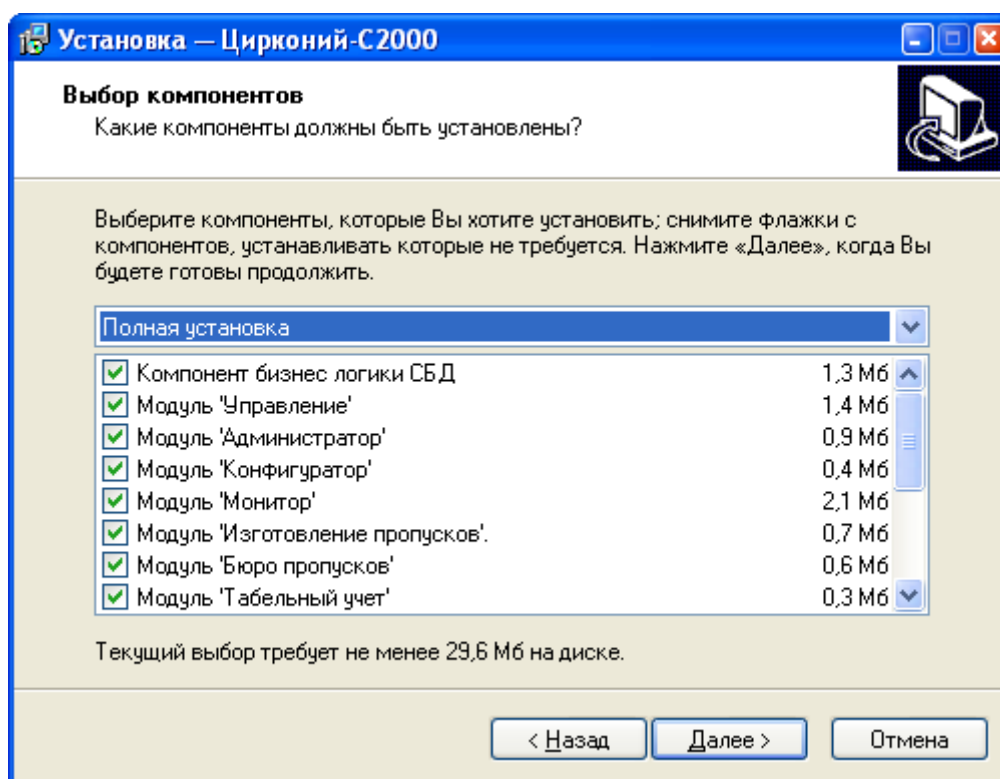 Установка — Цирконий-С2000
Выбор компонентов
Какие компоненты должны быть установлены?
Выберите компоненты, которые Вы хотите установить; снимите флажки с
компонентов, устанавливать которые не требуется. Нажмите «Далее», когда Вы
будете готовы продолжить.
Полная установка
Компонент бизнес логики СБД 1,3 Мб
Модуль 'Управление' 1,4 Мб
Модуль 'Администратор' 0,9 Мб
Модуль 'Конфигуратор' 0,4 Мб
Модуль 'Монитор' 2,1 Мб
Модуль 'Изготовление пропусков'. 0,7 Мб
Модуль 'Бюро пропусков' 0,6 Мб
Модуль 'Табельный учет' 0,3 Мб
Текущий выбор требует не менее 29,6 Мб на диске.
< Назад Далее > Отмена